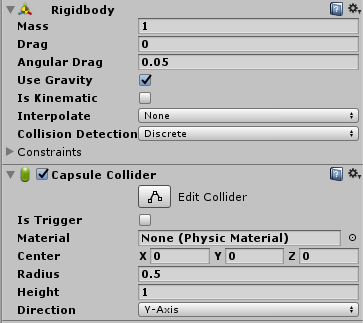 Rigidbody
Mass 1
Drag 0
Angular Drag 0.05
Use Gravity
Is Kinematic
Interpolate None
Collision Detection Discrete
Constraints
Capsule Collider
Edit Collider
Is Trigger
Material None (Physic Material)
Center X 0 Y 0 Z 0
Radius 0.5
Height 1
Direction Y-Axis